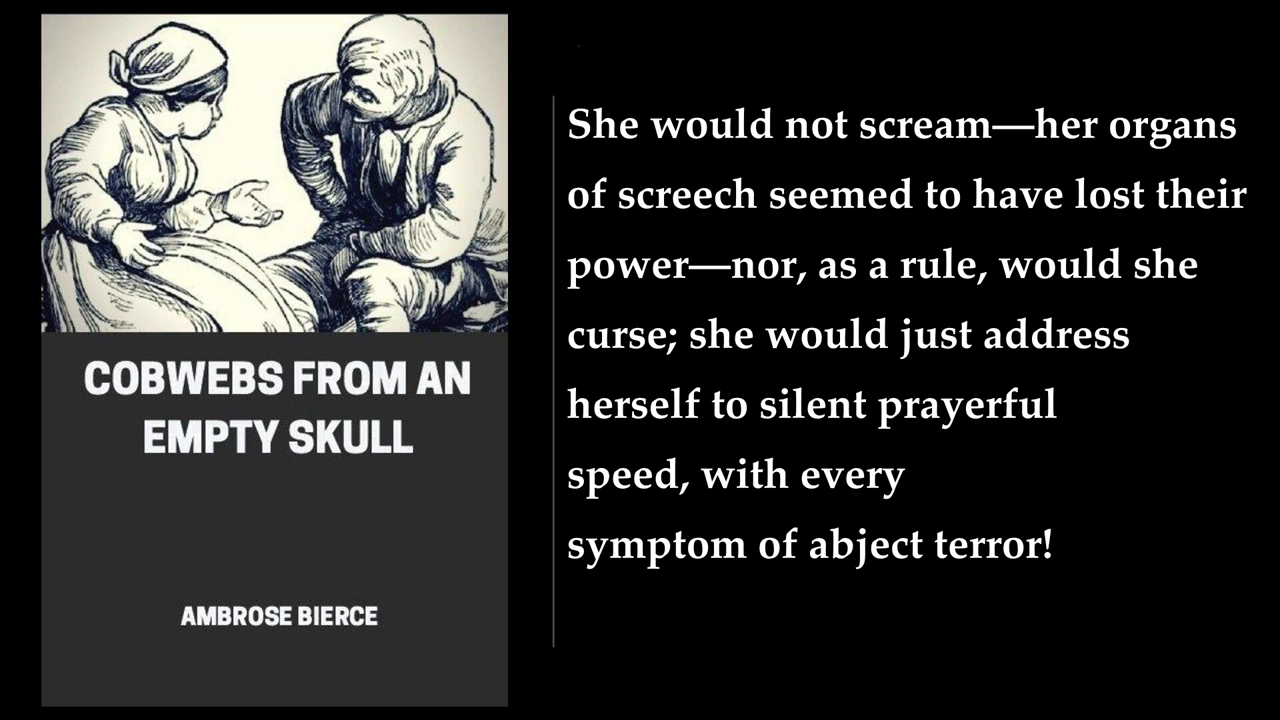 COBWEBS FROM AN
EMPTY SKULL
AMBROSE BIERCE
She would not scream—her organs
of screech seemed to have lost their
power—nor, as a rule, would she
curse; she would just address
herself to silent prayerful
speed, with every
symptom of abject terror!